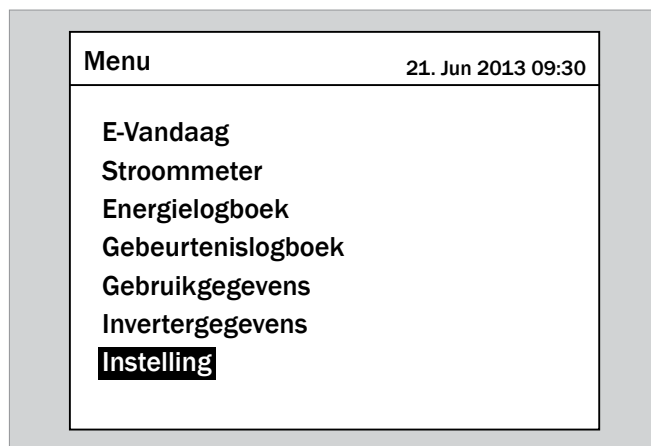 Menu
21. Jun 2013 09:30
E-Vandaag
Stroommeter
Energielogboek
Gebeurtenislogboek
Gebruikgegevens
Invertergegevens
Instelling